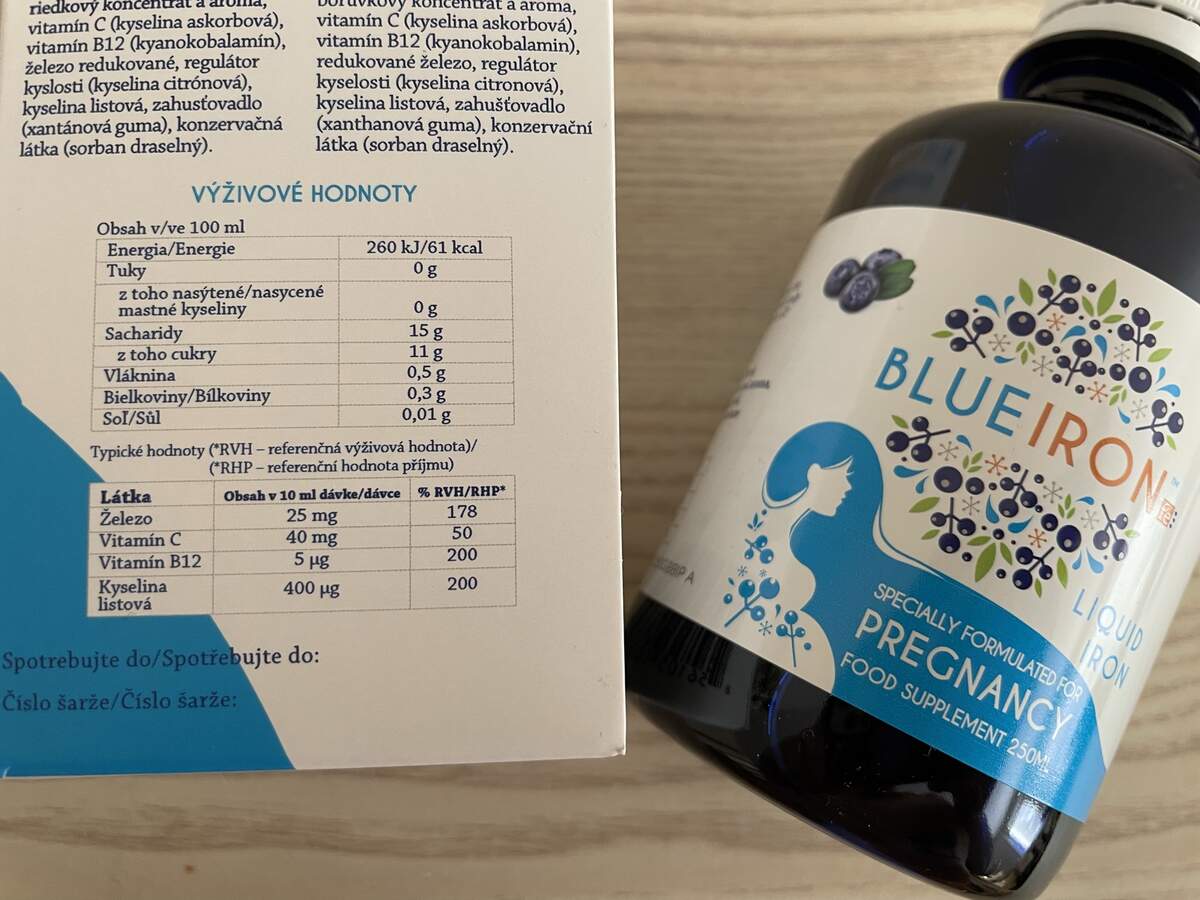 riedkový koncentrát a aróma,
vitamín C (kyselina askorbová),
vitamín B12 (kyanokobalamín),
železo redukované, regulátor
kyslosti (kyselina citrónová),
kyselina listová, zahusťovadlo
(xantánová guma), konzervačná
látka (sorban draselný).
borůvkový koncentrát a aroma,
vitamín C (kyselina askorbová),
vitamín B12 (kyanokobalamin),
redukované železo, regulátor
kyselosti (kyselina citronová),
kyselina listová, zahušťovadlo
(xanthanová guma), konzervační
látka (sorban draselný).
VÝŽIVOVÉ HODNOTY
Obsah v/ve 100 ml
Energia/Energie 260 kJ/61 kcal
Tuky 0 g
z toho nasýtené/nasycené
mastné kyseliny 0 g
Sacharidy 15 g
z toho cukry 11 g
Vláknina 0,5 g
Bielkoviny/Bílkoviny 0,3 g
Soľ/Sůl 0,01 g
Typické hodnoty (*RVH – referenčná výživová hodnota)/
(*RHP – referenční hodnota příjmu)
Látka Obsah v 10 ml dávke/dávce % RVH/RHP*
Železo 25 mg 178
Vitamín C 40 mg 50
Vitamín B12 5 µg 200
Kyselina
listová 400 µg 200
Spotrebujte do/Spotřebujte do:
Číslo šarže/Číslo šarže:
BLUEIRON™
LIQUID
IRON
SPECIALLY FORMULATED FOR
PREGNANCY
FOOD SUPPLEMENT 250ML